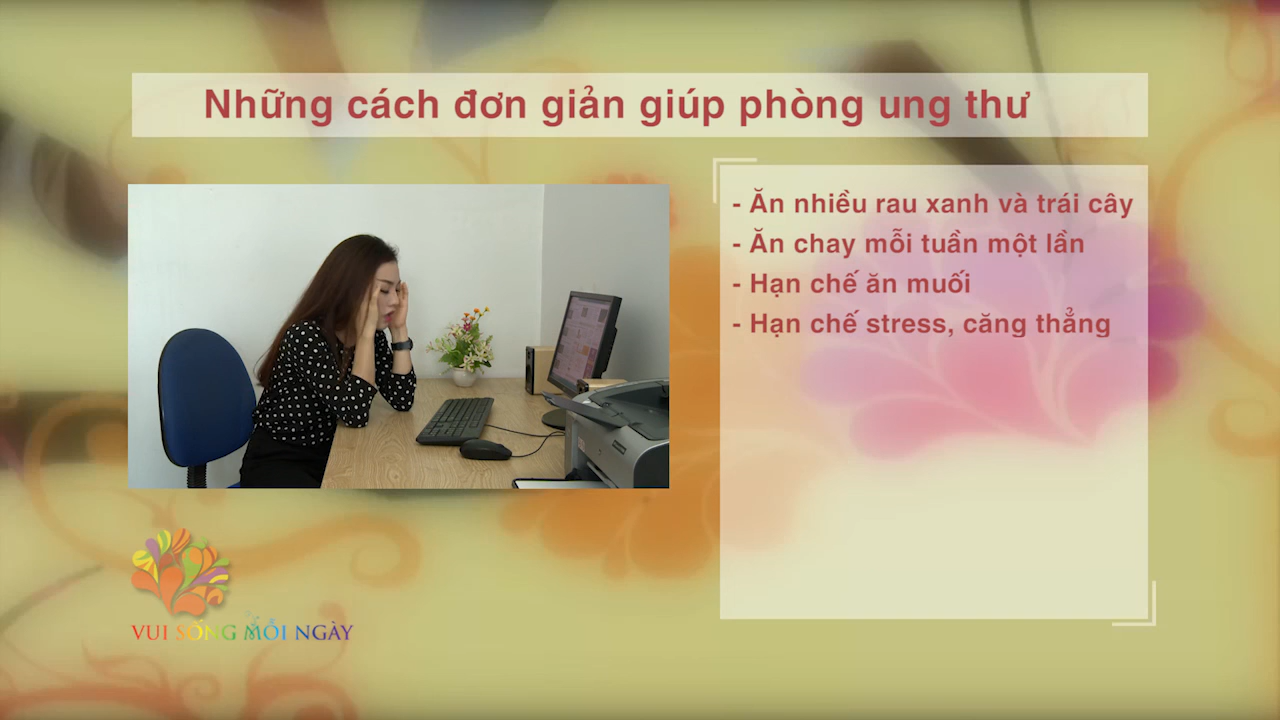 Những cách đơn giản giúp phòng ung thư
- Ăn nhiều rau xanh và trái cây
- Ăn chay mỗi tuần một lần
- Hạn chế ăn muối
- Hạn chế stress, căng thẳng
VUI SỐNG MỖI NGÀY